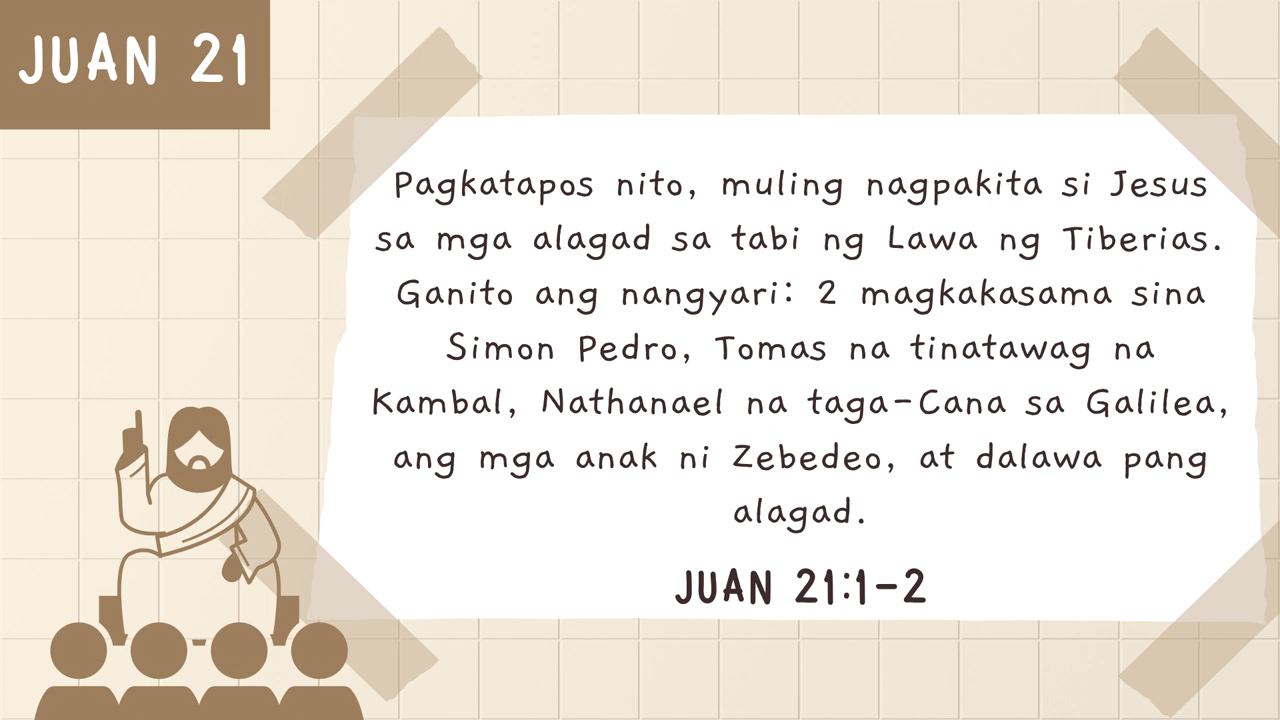 JUAN 21
Pagkatapos nito, muling nagpakita si Jesus
sa mga alagad sa tabi ng Lawa ng Tiberias.
Ganito ang nangyari: 2 magkakasama sina
Simon Pedro, Tomas na tinatawag na
Kambal, Nathanael na taga-Cana sa Galilea,
ang mga anak ni Zebedeo, at dalawa pang
alagad.
JUAN 21:1-2